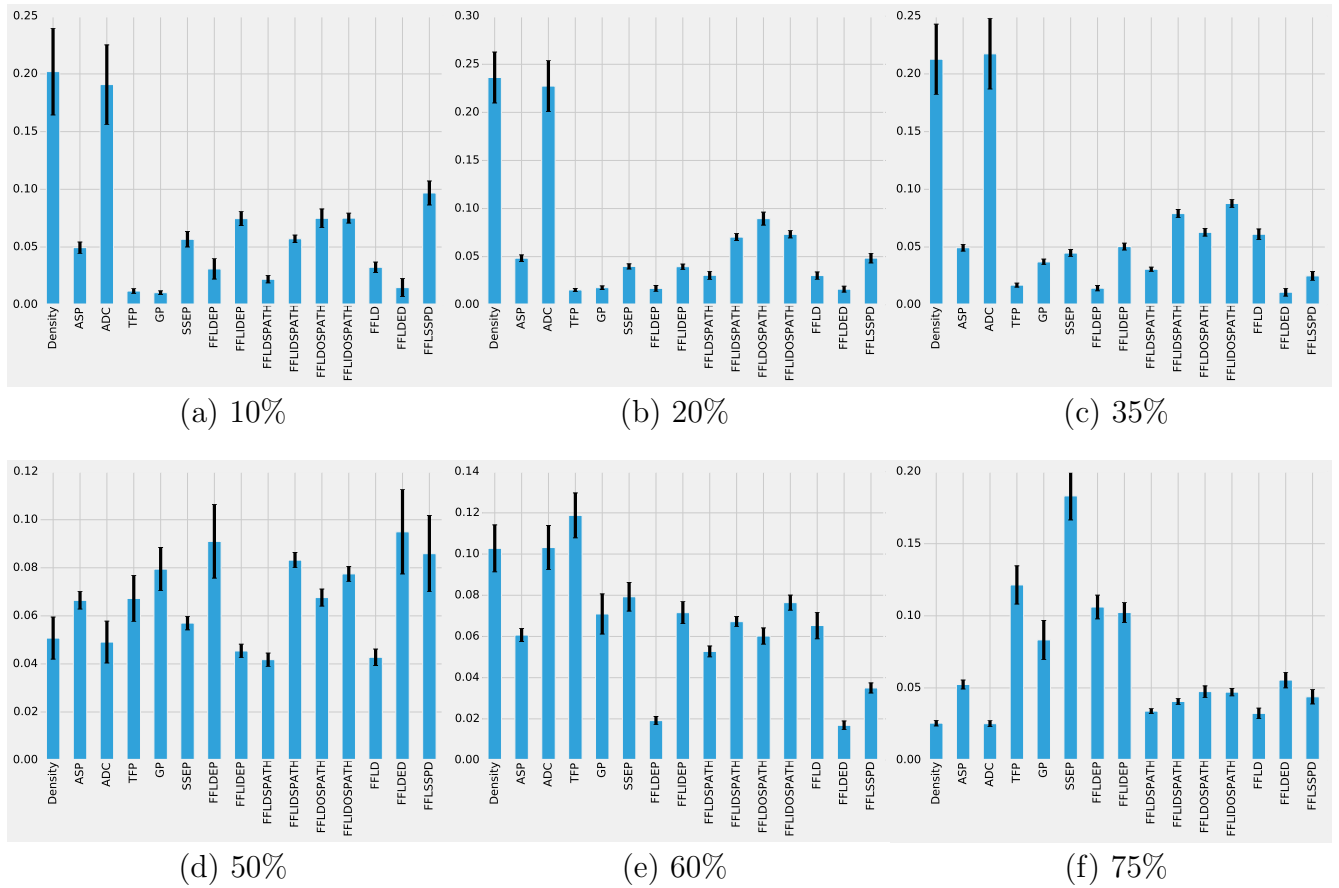 0.25
0.20
0.15
0.10
0.05
0.00
Density
ASP
ADC
TFP
GP
SSEP
FFLDEP
FFLIDEP
FFLDSPATH
FFLIDSPATH
FFLDOSPATH
FFLIDOSPATH
FFLD
FFLDED
FFLSSPD
(a) 10%
0.30
0.25
0.20
0.15
0.10
0.05
0.00
Density
ASP
ADC
TFP
GP
SSEP
FFLDEP
FFLIDEP
FFLDSPATH
FFLIDSPATH
FFLDOSPATH
FFLIDOSPATH
FFLD
FFLDED
FFLSSPD
(b) 20%
0.25
0.20
0.15
0.10
0.05
0.00
Density
ASP
ADC
TFP
GP
SSEP
FFLDEP
FFLIDEP
FFLDSPATH
FFLIDSPATH
FFLDOSPATH
FFLIDOSPATH
FFLD
FFLDED
FFLSSPD
(c) 35%
0.12
0.10
0.08
0.06
0.04
0.02
0.00
Density
ASP
ADC
TFP
GP
SSEP
FFLDEP
FFLIDEP
FFLDSPATH
FFLIDSPATH
FFLDOSPATH
FFLIDOSPATH
FFLD
FFLDED
FFLSSPD
(d) 50%
0.14
0.12
0.10
0.08
0.06
0.04
0.02
0.00
Density
ASP
ADC
TFP
GP
SSEP
FFLDEP
FFLIDEP
FFLDSPATH
FFLIDSPATH
FFLDOSPATH
FFLIDOSPATH
FFLD
FFLDED
FFLSSPD
(e) 60%
0.20
0.15
0.10
0.05
0.00
Density
ASP
ADC
TFP
GP
SSEP
FFLDEP
FFLIDEP
FFLDSPATH
FFLIDSPATH
FFLDOSPATH
FFLIDOSPATH
FFLD
FFLDED
FFLSSPD
(f) 75%